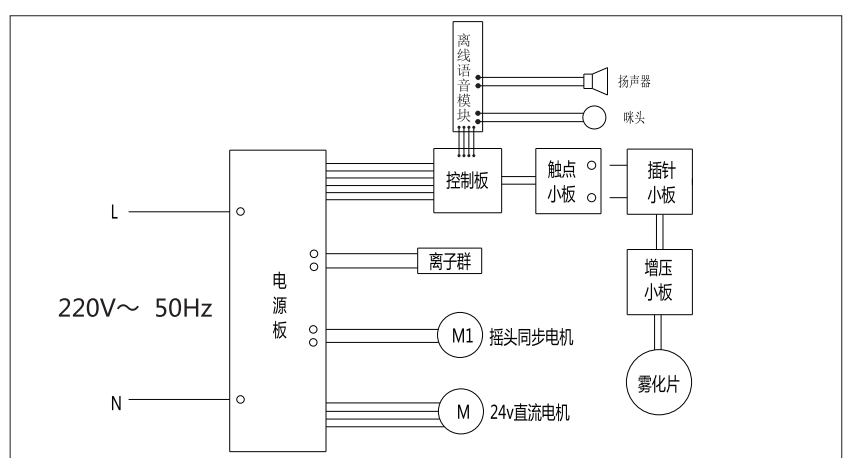 离线语音模块
扬声器
咪头
控制板
触点
小板
插针
小板
L
离子群
增压
小板
电源板
220V～ 50Hz
M1 摇头同步电机
雾化片
N
M 24v直流电机